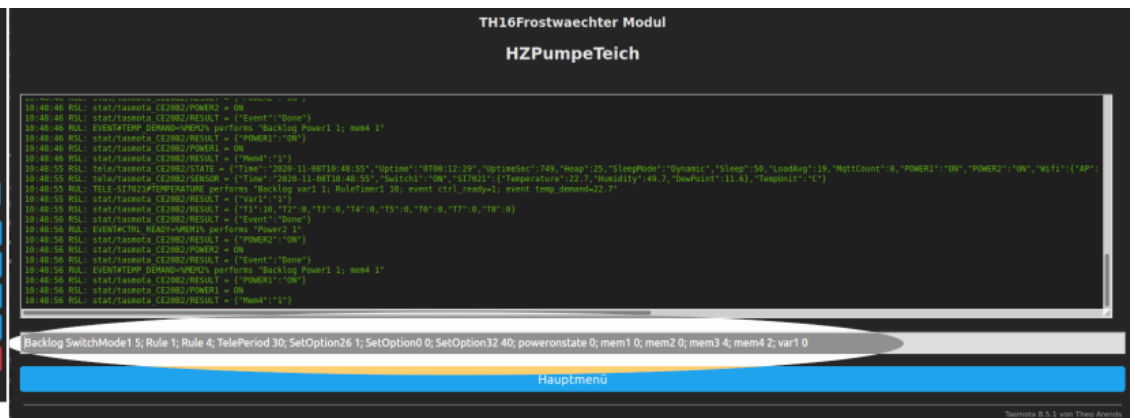 TH16Frostwaechter Modul
HZPumpeTeich
10:48:46 RSL: stat/tasmota_CE20B2/RESULT = {"POWER2":"ON"}
10:48:46 RSL: stat/tasmota_CE20B2/POWER2 = ON
10:48:46 RSL: stat/tasmota_CE20B2/RESULT = {"Event":"Done"}
10:48:46 RUL: EVENT#TEMP_DEMAND<%MEM2% performs "Backlog Power1 1; mem4 1"
10:48:46 RSL: stat/tasmota_CE20B2/RESULT = {"POWER1":"ON"}
10:48:46 RSL: stat/tasmota_CE20B2/POWER1 = ON
10:48:46 RSL: stat/tasmota_CE20B2/RESULT = {"Mem4":"1"}
10:48:55 RSL: tele/tasmota_CE20B2/STATE = {"Time":"2020-11-08T10:48:55","Uptime":"0T00:12:29","UptimeSec":749,"Heap":25,"SleepMode":"Dynamic","Sleep":50,"LoadAvg":19,"MqttCount":0,"POWER1":"ON","POWER2":"ON","Wifi":{"AP":
10:48:55 RSL: tele/tasmota_CE20B2/SENSOR = {"Time":"2020-11-08T10:48:55","Switch1":"ON","SI7021":{"Temperature":22.7,"Humidity":49.7,"DewPoint":11.6},"TempUnit":"C"}
10:48:55 RUL: TELE-SI7021#TEMPERATURE performs "Backlog var1 1; RuleTimer1 10; event ctrl_ready=1; event temp_demand=22.7"
10:48:55 RSL: stat/tasmota_CE20B2/RESULT = {"Var1":"1"}
10:48:55 RSL: stat/tasmota_CE20B2/RESULT = {"T1":10,"T2":0,"T3":0,"T4":0,"T5":0,"T6":0,"T7":0,"T8":0}
10:48:55 RSL: stat/tasmota_CE20B2/RESULT = {"Event":"Done"}
10:48:56 RUL: EVENT#CTRL_READY=%MEM1% performs "Power2 1"
10:48:56 RSL: stat/tasmota_CE20B2/RESULT = {"POWER2":"ON"}
10:48:56 RSL: stat/tasmota_CE20B2/POWER2 = ON
10:48:56 RSL: stat/tasmota_CE20B2/RESULT = {"Event":"Done"}
10:48:56 RUL: EVENT#TEMP_DEMAND<%MEM2% performs "Backlog Power1 1; mem4 1"
10:48:56 RSL: stat/tasmota_CE20B2/RESULT = {"POWER1":"ON"}
10:48:56 RSL: stat/tasmota_CE20B2/POWER1 = ON
10:48:56 RSL: stat/tasmota_CE20B2/RESULT = {"Mem4":"1"}
Backlog SwitchMode1 5; Rule 1; Rule 4; TelePeriod 30; SetOption26 1; SetOption0 0; SetOption32 40; poweronstate 0; mem1 0; mem2 0; mem3 4; mem4 2; var1 0
Hauptmenü
Tasmota 8.5.1 von Theo Arends